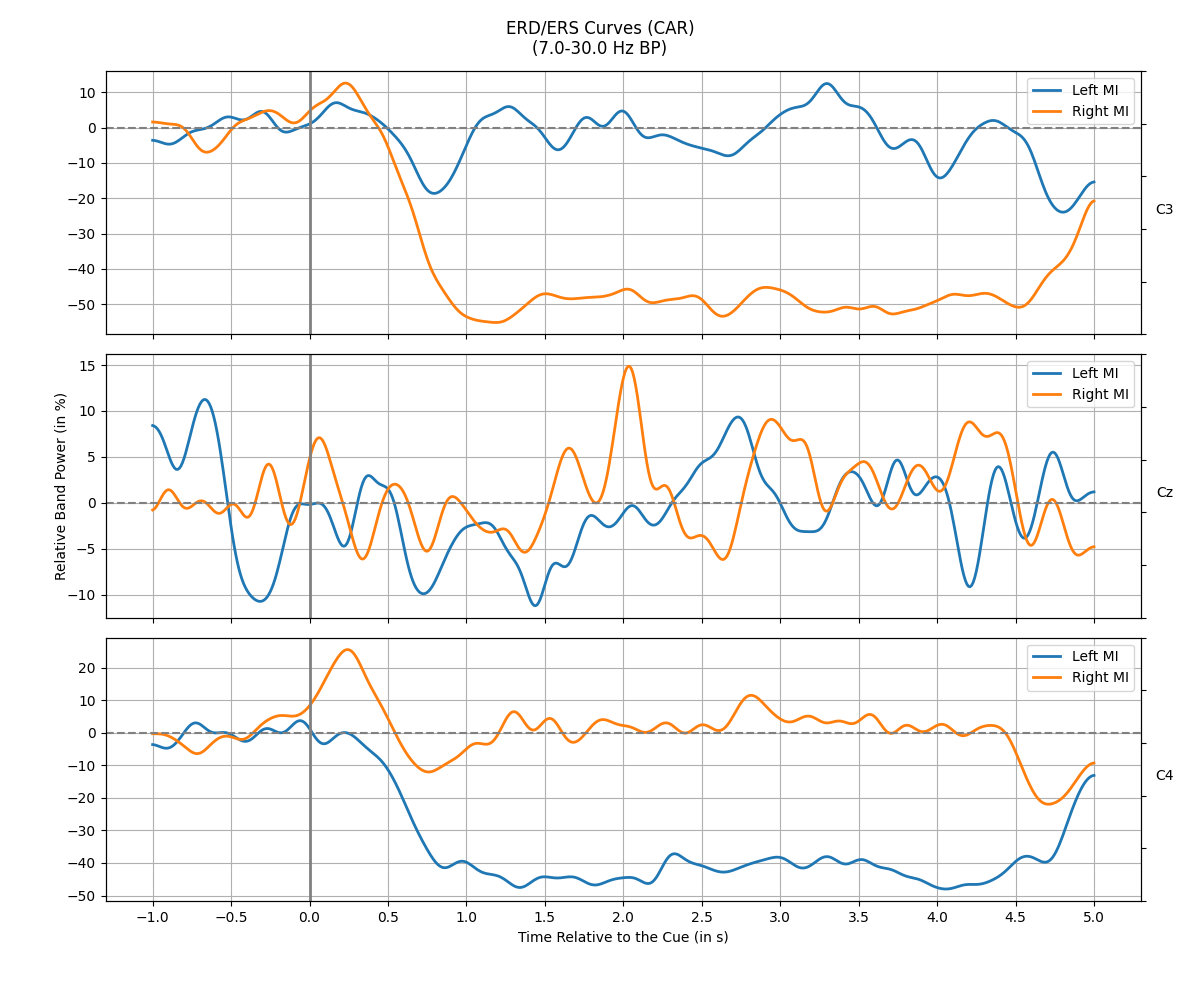 ERD/ERS Curves (CAR)
(7.0-30.0 Hz BP)
10
0
−10
−20
−30
−40
−50
Left MI
Right MI
C3
Relative Band Power (in %)
15
10
5
0
−5
−10
Left MI
Right MI
Cz
20
10
0
−10
−20
−30
−40
−50
Left MI
Right MI
C4
−1.0 −0.5 0.0 0.5 1.0 1.5 2.0 2.5 3.0 3.5 4.0 4.5 5.0
Time Relative to the Cue (in s)